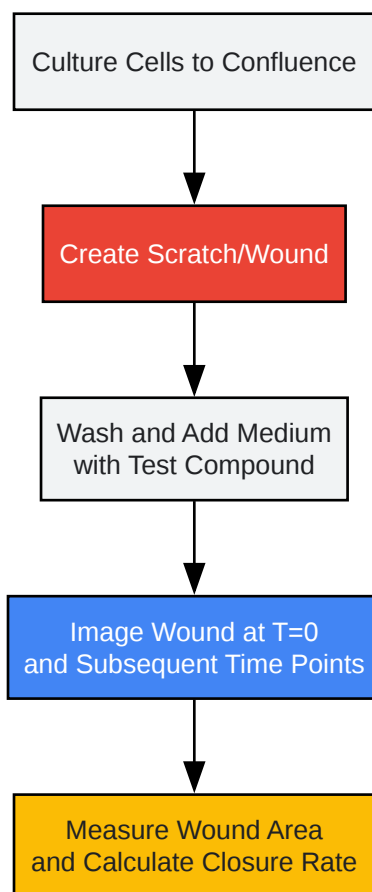 Culture Cells to Confluence
Create Scratch/Wound
Wash and Add Medium
with Test Compound
Image Wound at T=0
and Subsequent Time Points
Measure Wound Area
and Calculate Closure Rate